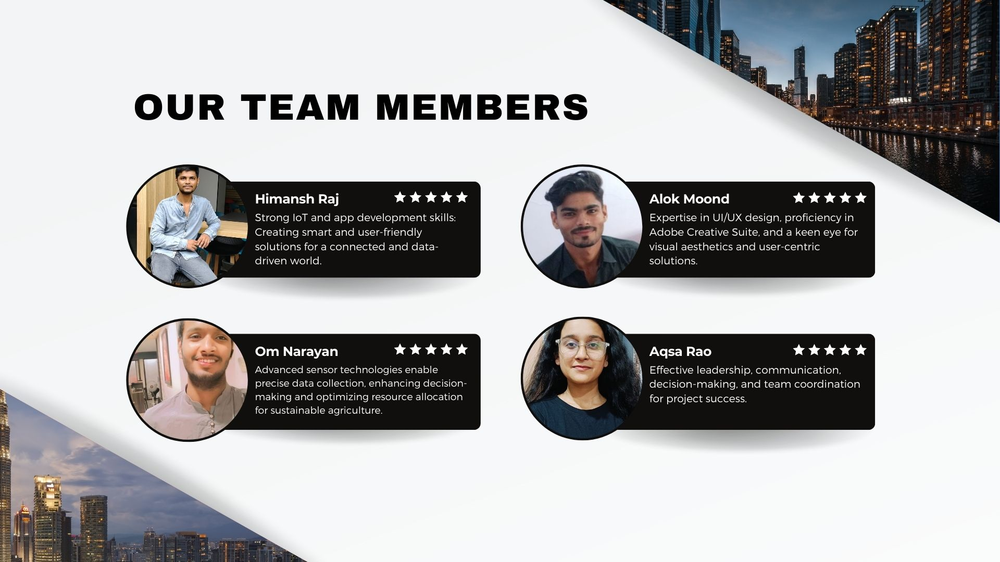 OUR TEAM MEMBERS
Himansh Raj
Strong IoT and app development skills:
Creating smart and user-friendly
solutions for a connected and data-
driven world.
Alok Moond
Expertise in UI/UX design, proficiency in
Adobe Creative Suite, and a keen eye for
visual aesthetics and user-centric
solutions.
Om Narayan
Advanced sensor technologies enable
precise data collection, enhancing decision-
making and optimizing resource allocation
for sustainable agriculture.
Aqsa Rao
Effective leadership, communication,
decision-making, and team coordination
for project success.